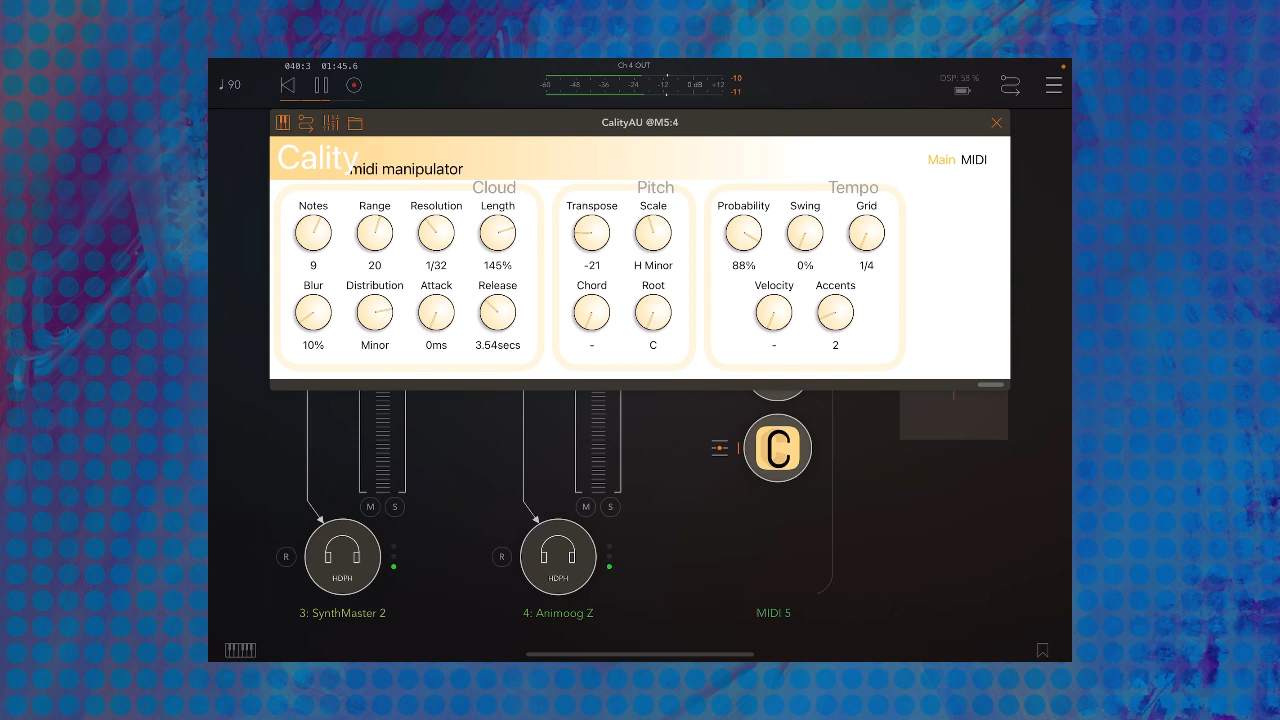 040:3 01:45.6
Ch 4 OUT
♩ 90
-60 -48 -36 -24 -12 0 dB +12
-10
-11
DSP: 58 %
CalityAU @M5:4
Cality midi manipulator
Main MIDI
Cloud
Notes Range Resolution Length
9 20 1/32 145%
Blur Distribution Attack Release
10% Minor 0ms 3.54secs
Pitch
Transpose Scale
-21 H Minor
Chord Root
- C
Tempo
Probability Swing Grid
88% 0% 1/4
Velocity Accents
- 2
C
M S M S
R HDPH R HDPH
3: SynthMaster 2 4: Animoog Z MIDI 5